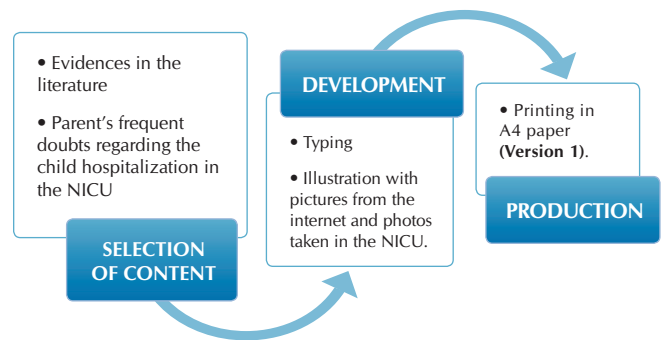 • Evidences in the
literature
• Parent's frequent
doubts regarding the
child hospitalization in
the NICU
SELECTION
OF CONTENT
DEVELOPMENT
• Typing
• Illustration with
pictures from the
internet and photos
taken in the NICU.
• Printing in
A4 paper
(Version 1).
PRODUCTION